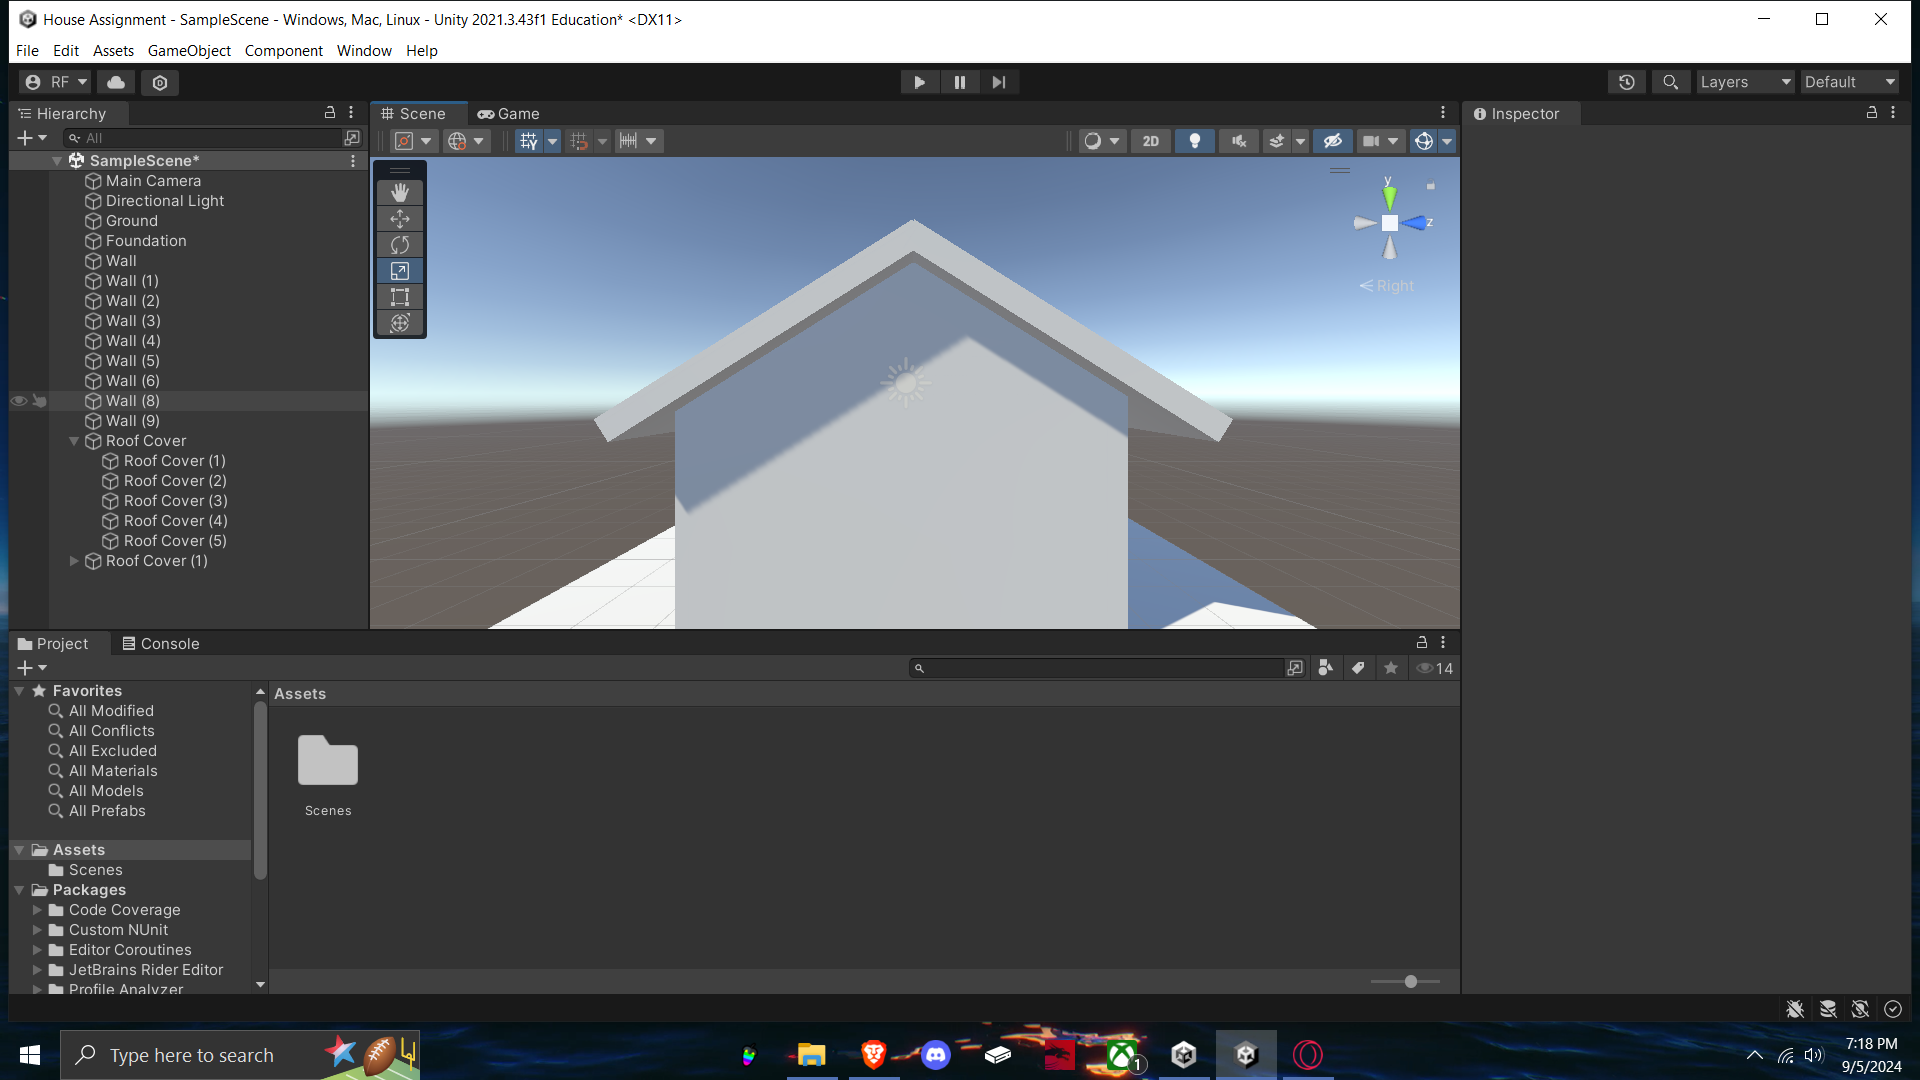 House Assignment - SampleScene - Windows, Mac, Linux - Unity 2021.3.43f1 Education* <DX11>
File Edit Assets GameObject Component Window Help
RF Layers Default
Hierarchy
All
SampleScene*
Main Camera
Directional Light
Ground
Foundation
Wall
Wall (1)
Wall (2)
Wall (3)
Wall (4)
Wall (5)
Wall (6)
Wall (8)
Wall (9)
Roof Cover
Roof Cover (1)
Roof Cover (2)
Roof Cover (3)
Roof Cover (4)
Roof Cover (5)
Roof Cover (1)
Scene Game
2D
y
z
Right
Inspector
Project Console
14
Favorites
All Modified
All Conflicts
All Excluded
All Materials
All Models
All Prefabs
Assets
Scenes
Packages
Code Coverage
Custom NUnit
Editor Coroutines
JetBrains Rider Editor
Profile Analyzer
Assets
Scenes
Type here to search
1
7:18 PM
9/5/2024